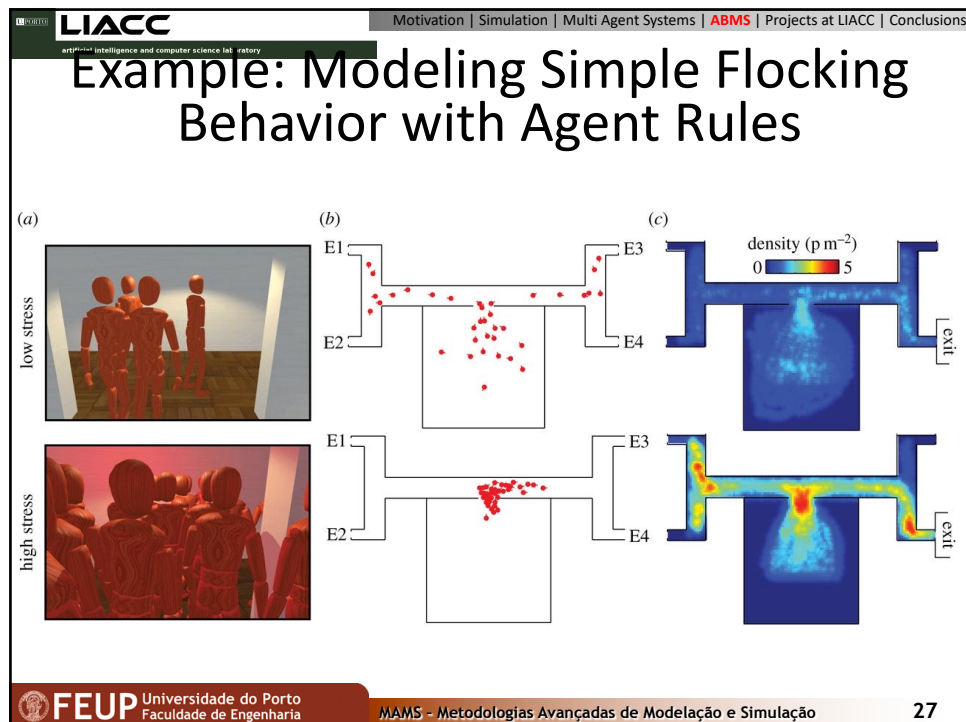 U.PORTO
LIACC
artificial intelligence and computer science laboratory
Motivation | Simulation | Multi Agent Systems | ABMS | Projects at LIACC | Conclusions
Example: Modeling Simple Flocking
Behavior with Agent Rules
(a)
(b)
(c)
low stress
E1
E3
E2
E4
density (p m⁻²)
0 5
exit
high stress
E1
E3
E2
E4
exit
FEUP Universidade do Porto
Faculdade de Engenharia
MAMS - Metodologias Avançadas de Modelação e Simulação
27